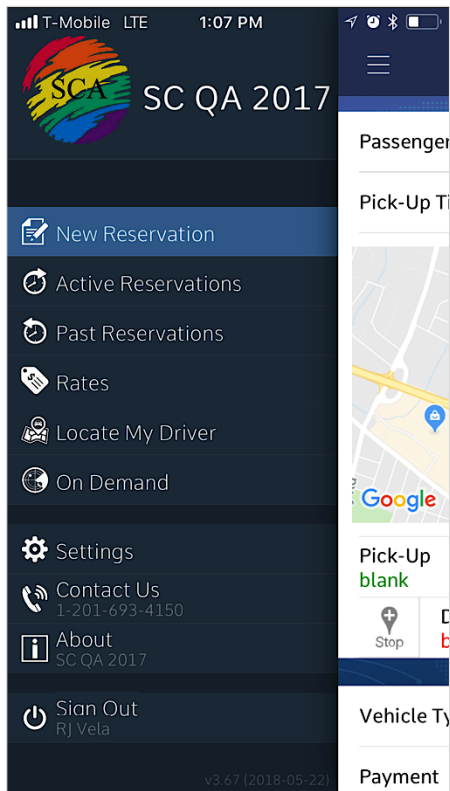 T-Mobile LTE 1:07 PM
SCA
SC QA 2017
New Reservation
Active Reservations
Past Reservations
Rates
Locate My Driver
On Demand
Settings
Contact Us
1-201-693-4150
About
SC QA 2017
Sign Out
RJ Vela
v3.67 (2018-05-22)
Passenger
Pick-Up Ti
Google
Pick-Up
blank
Stop
D
b
Vehicle Ty
Payment